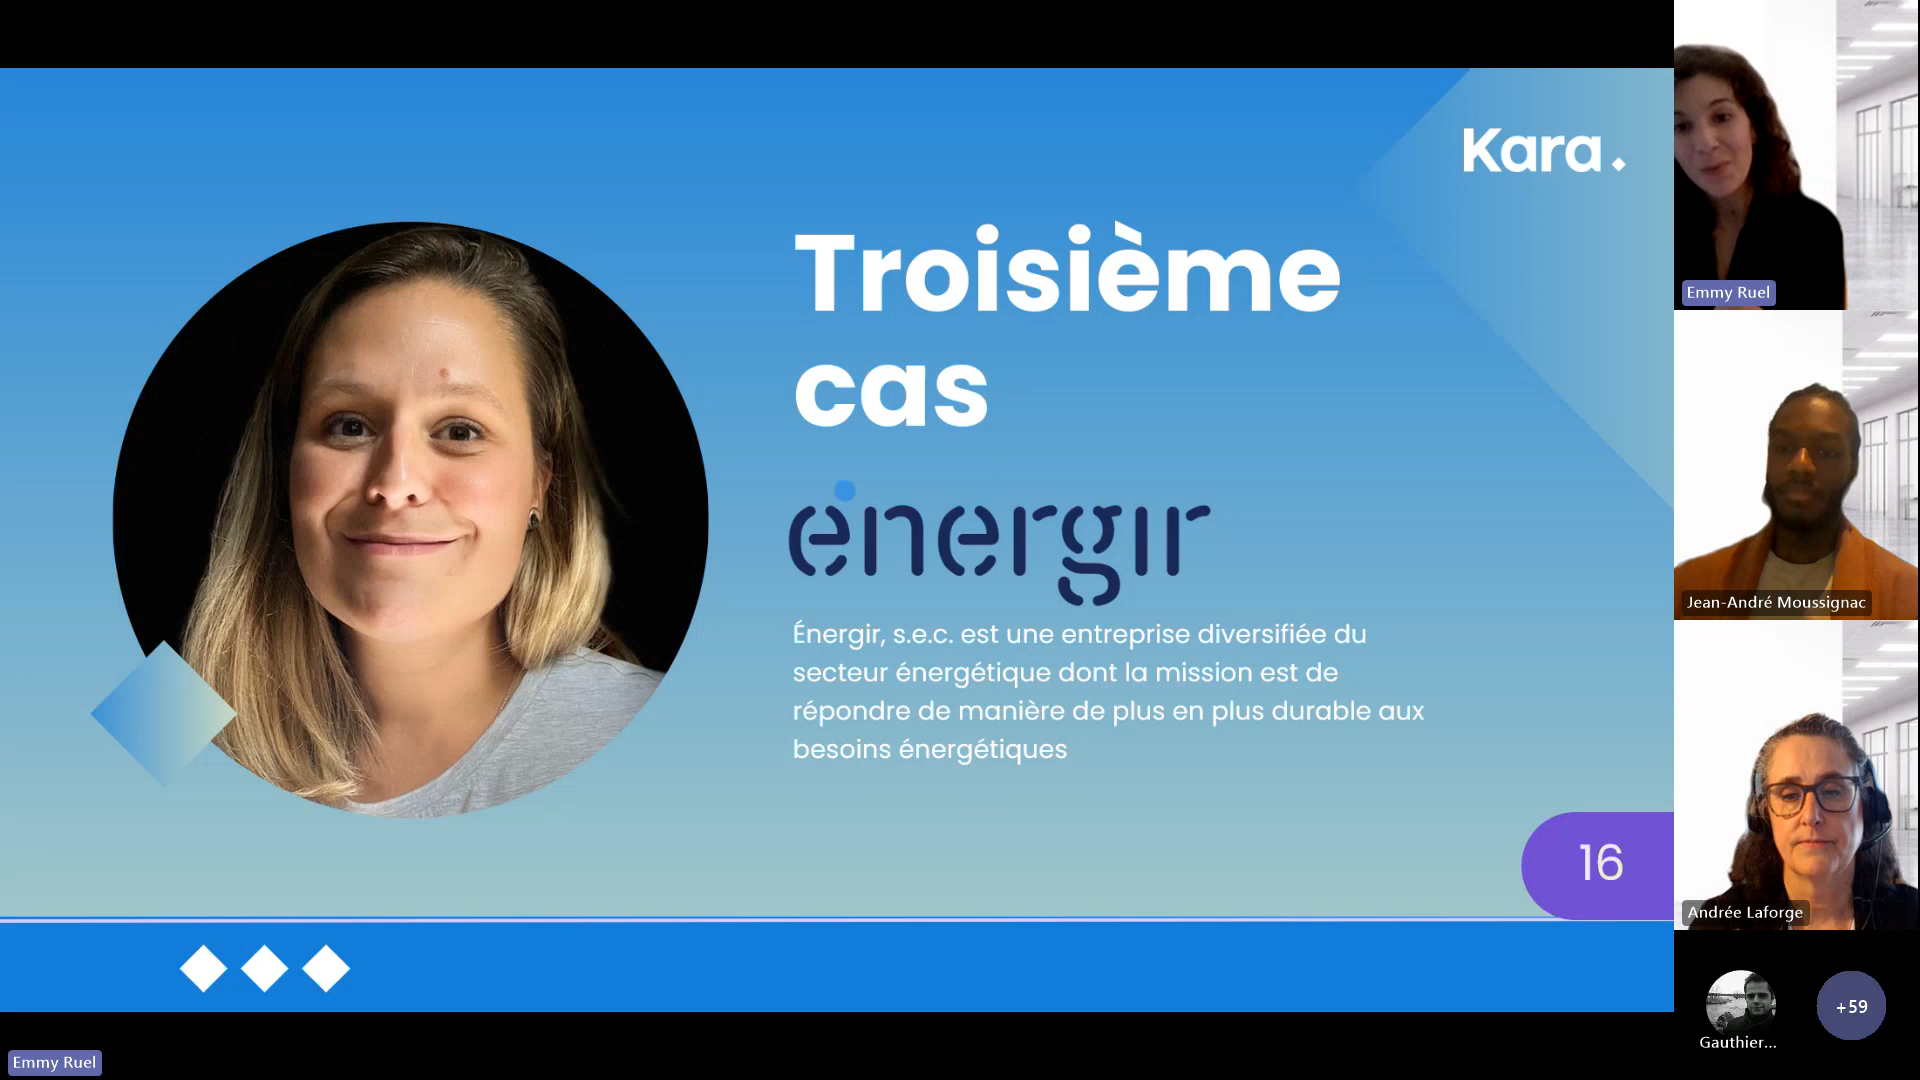 Kara.
Troisième
cas
énergir
Énergir, s.e.c. est une entreprise diversifiée du
secteur énergétique dont la mission est de
répondre de manière de plus en plus durable aux
besoins énergétiques
16
Emmy Ruel
Emmy Ruel
Jean-André Moussignac
Andrée Laforge
Gauthier...
+59